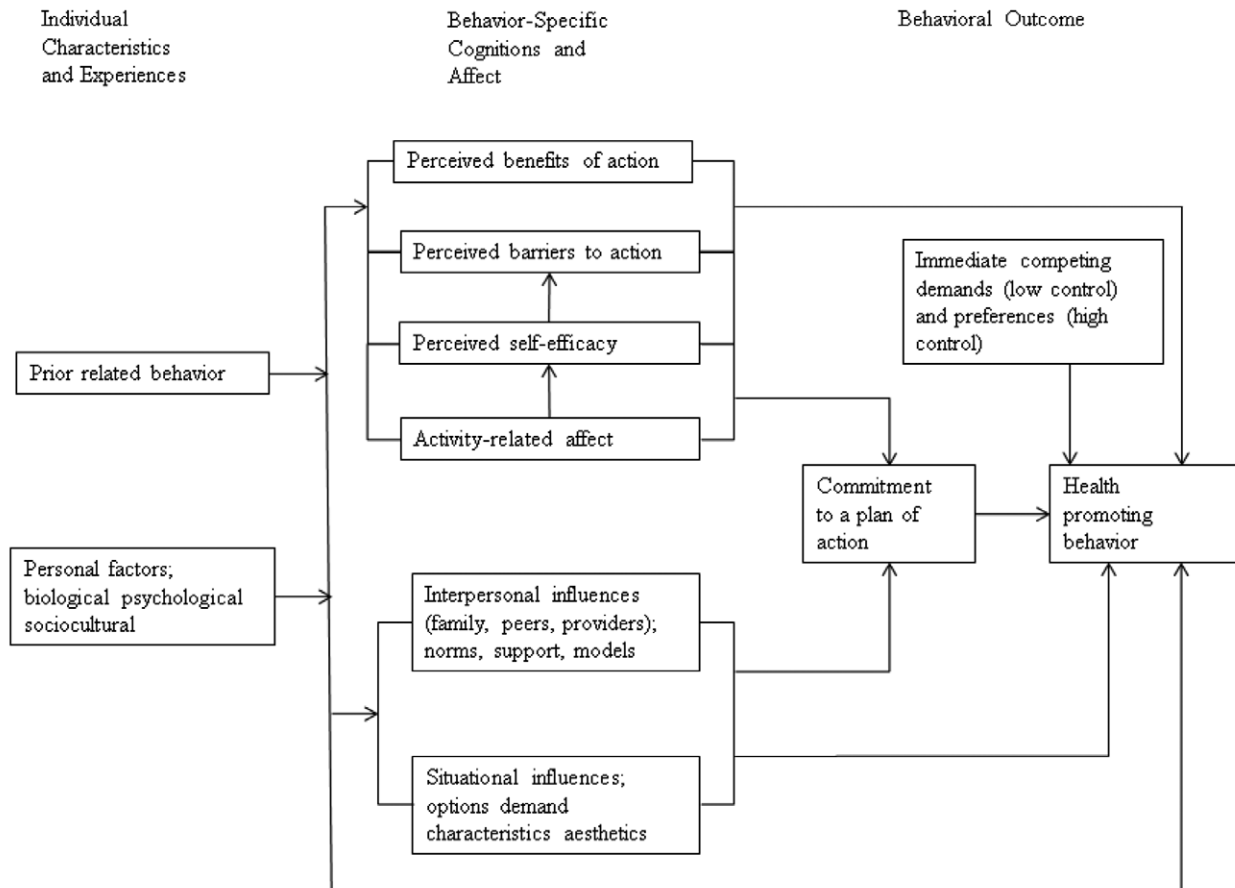 Individual
Characteristics
and Experiences
Behavior-Specific
Cognitions and
Affect
Behavioral Outcome
Perceived benefits of action
Perceived barriers to action
Perceived self-efficacy
Activity-related affect
Prior related behavior
Personal factors;
biological psychological
sociocultural
Interpersonal influences
(family, peers, providers);
norms, support, models
Situational influences;
options demand
characteristics aesthetics
Immediate competing
demands (low control)
and preferences (high
control)
Commitment
to a plan of
action
Health
promoting
behavior